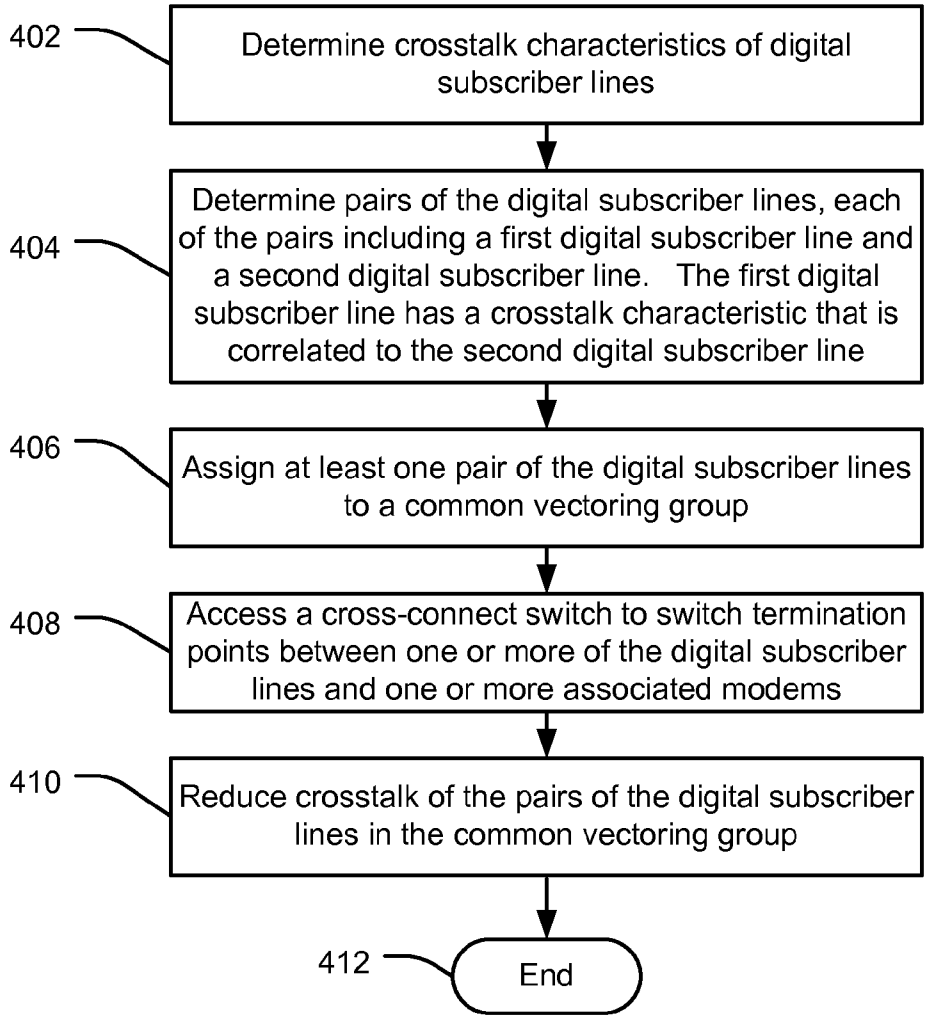 402
Determine crosstalk characteristics of digital
subscriber lines
404
Determine pairs of the digital subscriber lines, each
of the pairs including a first digital subscriber line and
a second digital subscriber line. The first digital
subscriber line has a crosstalk characteristic that is
correlated to the second digital subscriber line
406
Assign at least one pair of the digital subscriber lines
to a common vectoring group
408
Access a cross-connect switch to switch termination
points between one or more of the digital subscriber
lines and one or more associated modems
410
Reduce crosstalk of the pairs of the digital subscriber
lines in the common vectoring group
412
End